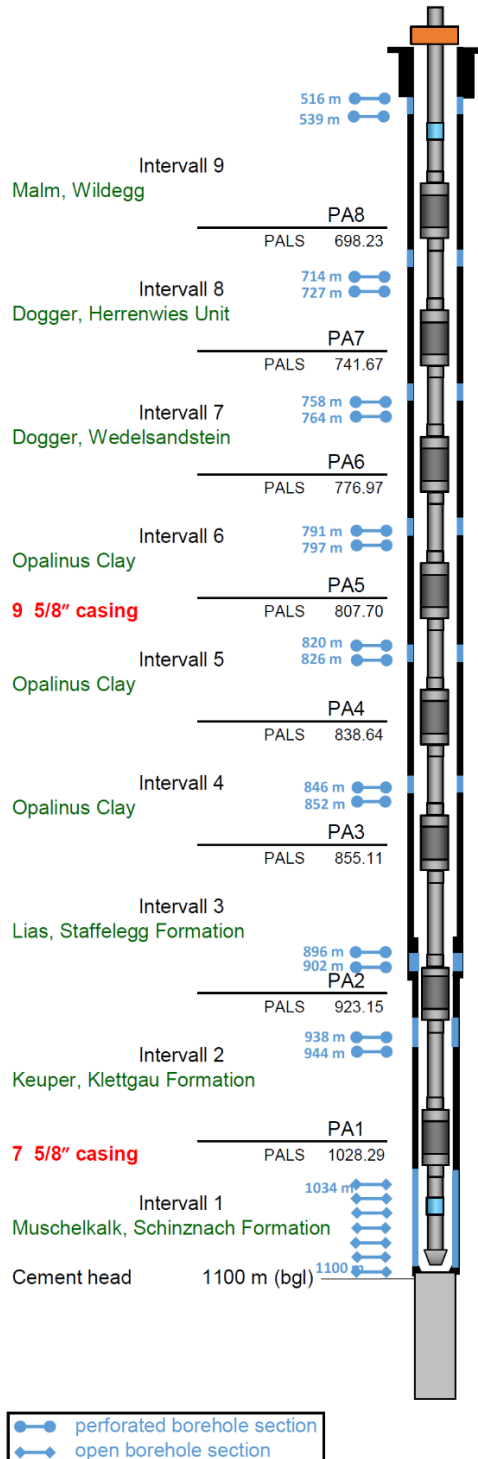 516 m
539 m
Intervall 9
Malm, Wildegg
PA8
PALS 698.23
714 m
Intervall 8
727 m
Dogger, Herrenwies Unit
PA7
PALS 741.67
758 m
Intervall 7
764 m
Dogger, Wedelsandstein
PA6
PALS 776.97
791 m
Intervall 6
797 m
Opalinus Clay
PA5
9 5/8″ casing
PALS 807.70
820 m
Intervall 5
826 m
Opalinus Clay
PA4
PALS 838.64
846 m
Intervall 4
852 m
Opalinus Clay
PA3
PALS 855.11
Intervall 3
Lias, Staffelegg Formation
896 m
902 m
PA2
PALS 923.15
938 m
944 m
Intervall 2
Keuper, Klettgau Formation
PA1
7 5/8″ casing
PALS 1028.29
1034 m
Intervall 1
Muschelkalk, Schinznach Formation
1100 m
Cement head 1100 m (bgl)
perforated borehole section
open borehole section